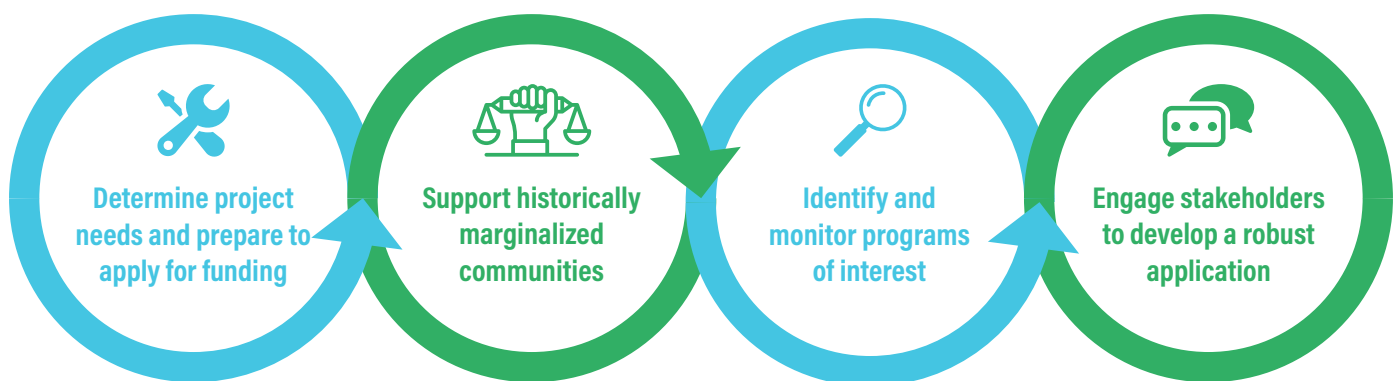 Determine project
needs and prepare to
apply for funding
Support historically
marginalized
communities
Identify and
monitor programs
of interest
Engage stakeholders
to develop a robust
application